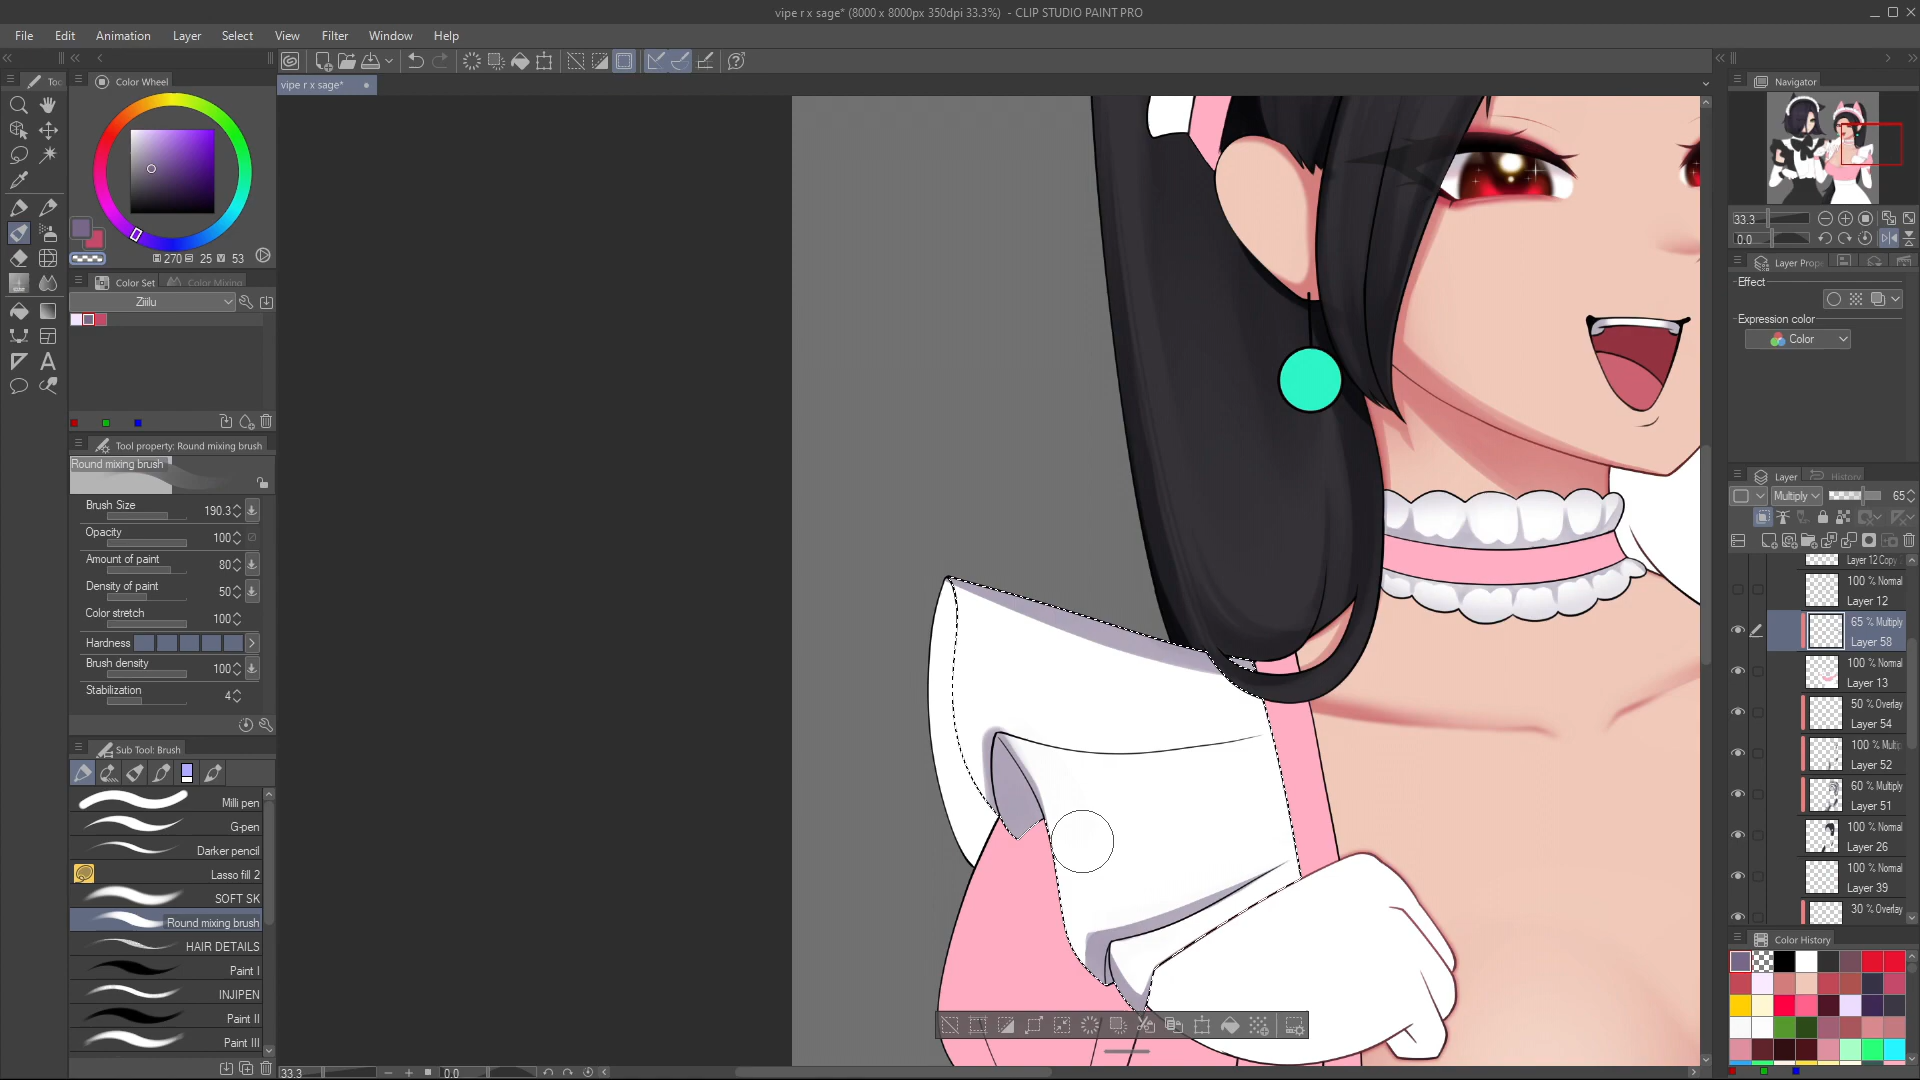 vipe r x sage* (8000 x 8000px 350dpi 33.3%) - CLIP STUDIO PAINT PRO
File Edit Animation Layer Select View Filter Window Help
Too
Color Wheel
vipe r x sage*
Navigator
33.3
0.0
H 270 S 25 V 53
Color Set
Color Mixing
Ziiilu
Layer Prope
Effect
Expression color
Color
Tool property: Round mixing brush
Round mixing brush
Brush Size 190.3
Opacity 100
Amount of paint 80
Density of paint 50
Color stretch 100
Hardness
Brush density 100
Stabilization 4
Layer
History
Multiply 65
Layer 12 Copy
100 % Normal
Layer 12
65 % Multiply
Layer 58
100 % Normal
Layer 13
50 % Overlay
Layer 54
100 % Multip
Layer 52
60 % Multiply
Layer 51
100 % Normal
Layer 26
100 % Normal
Layer 39
30 % Overlay
Sub Tool: Brush
Milli pen
G-pen
Darker pencil
Lasso fill 2
SOFT SK
Round mixing brush
HAIR DETAILS
Paint I
INJIPEN
Paint II
Paint III
Color History
33.3
0.0